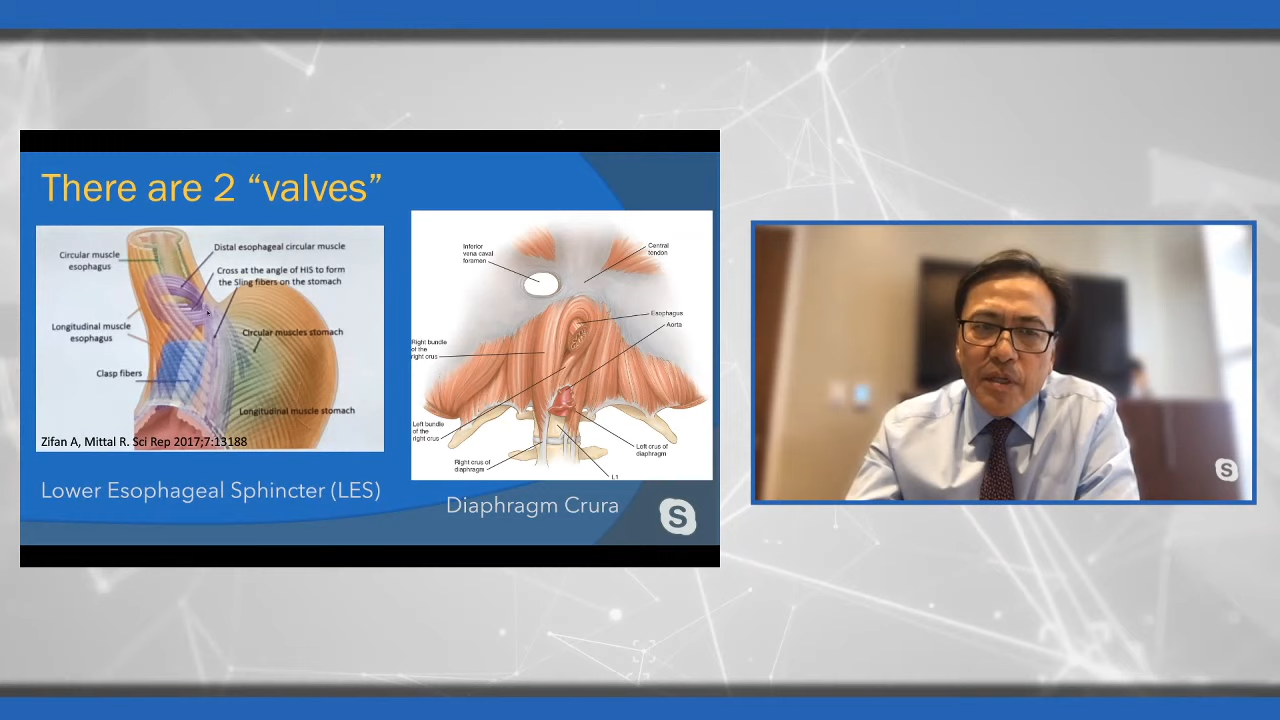 There are 2 “valves”
Circular muscle
esophagus
Distal esophageal circular muscle
Cross at the angle of HIS to form
the Sling fibers on the stomach
Longitudinal muscle
esophagus
Circular muscles stomach
Clasp fibers
Longitudinal muscle stomach
Zifan A, Mittal R. Sci Rep 2017;7:13188
Lower Esophageal Sphincter (LES)
Inferior
vena caval
foramen
Central
tendon
Esophagus
Aorta
Right bundle
of the
right crus
Left bundle
of the
right crus
Right crus of
diaphragm
Left crus of
diaphragm
L1
Diaphragm Crura
S
S